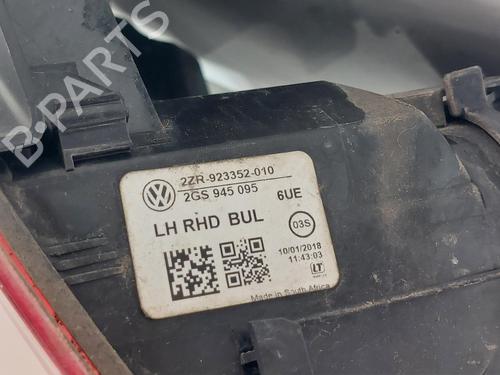 B-PARTS
2ZR-923352-010
2GS 945 095 6UE
LH RHD BUL
03S
10/01/2018
11:43:03
LT
Made in South Africa